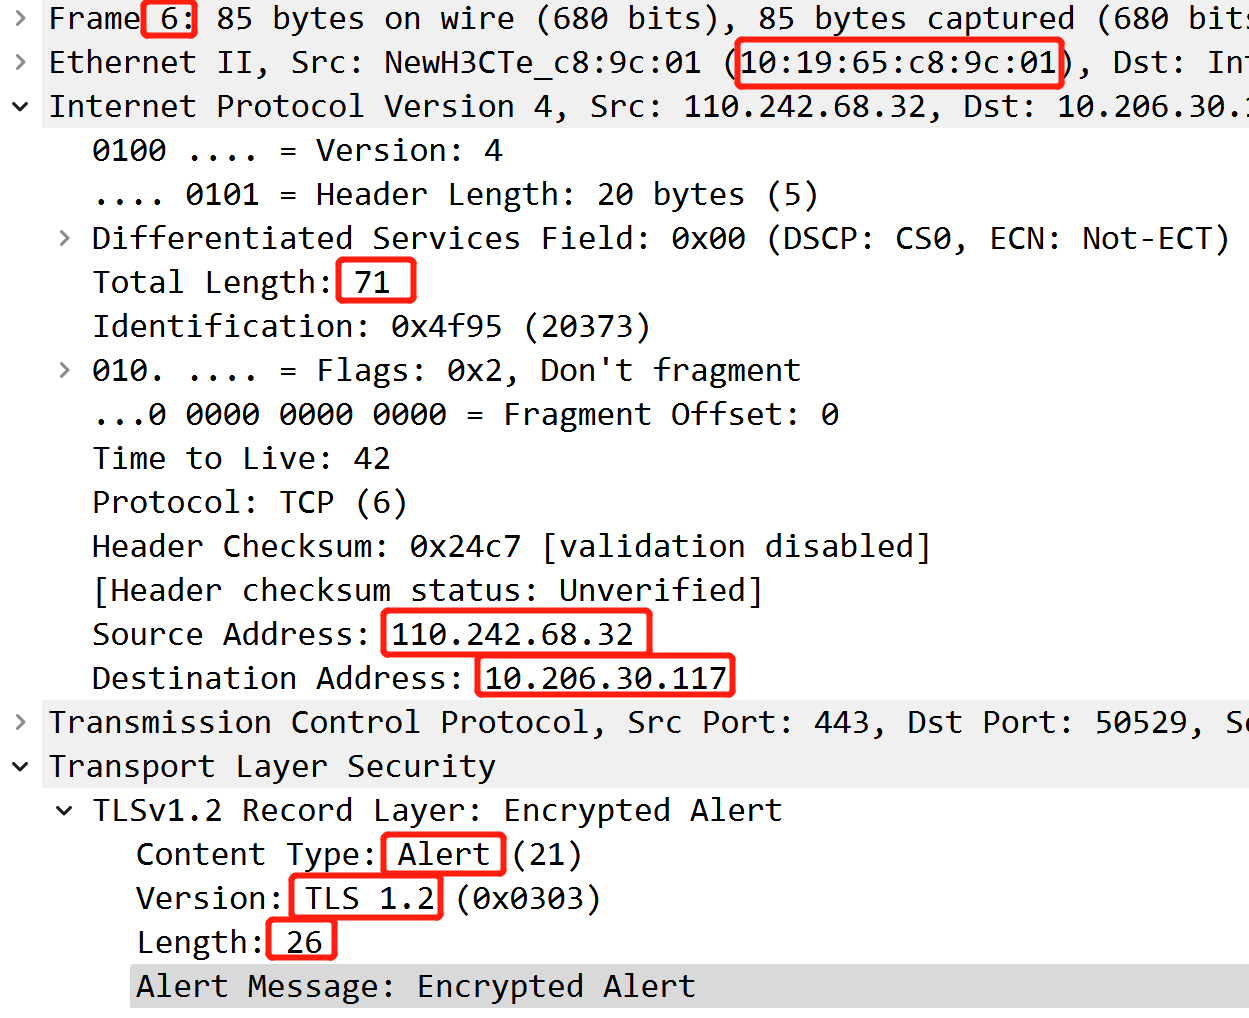 Frame 6: 85 bytes on wire (680 bits), 85 bytes captured (680 bit
Ethernet II, Src: NewH3CTe_c8:9c:01 (10:19:65:c8:9c:01), Dst: In
Internet Protocol Version 4, Src: 110.242.68.32, Dst: 10.206.30.1
0100 .... = Version: 4
.... 0101 = Header Length: 20 bytes (5)
Differentiated Services Field: 0x00 (DSCP: CS0, ECN: Not-ECT)
Total Length: 71
Identification: 0x4f95 (20373)
010. .... = Flags: 0x2, Don't fragment
...0 0000 0000 0000 = Fragment Offset: 0
Time to Live: 42
Protocol: TCP (6)
Header Checksum: 0x24c7 [validation disabled]
[Header checksum status: Unverified]
Source Address: 110.242.68.32
Destination Address: 10.206.30.117
Transmission Control Protocol, Src Port: 443, Dst Port: 50529, Se
Transport Layer Security
TLSv1.2 Record Layer: Encrypted Alert
Content Type: Alert (21)
Version: TLS 1.2 (0x0303)
Length: 26
Alert Message: Encrypted Alert